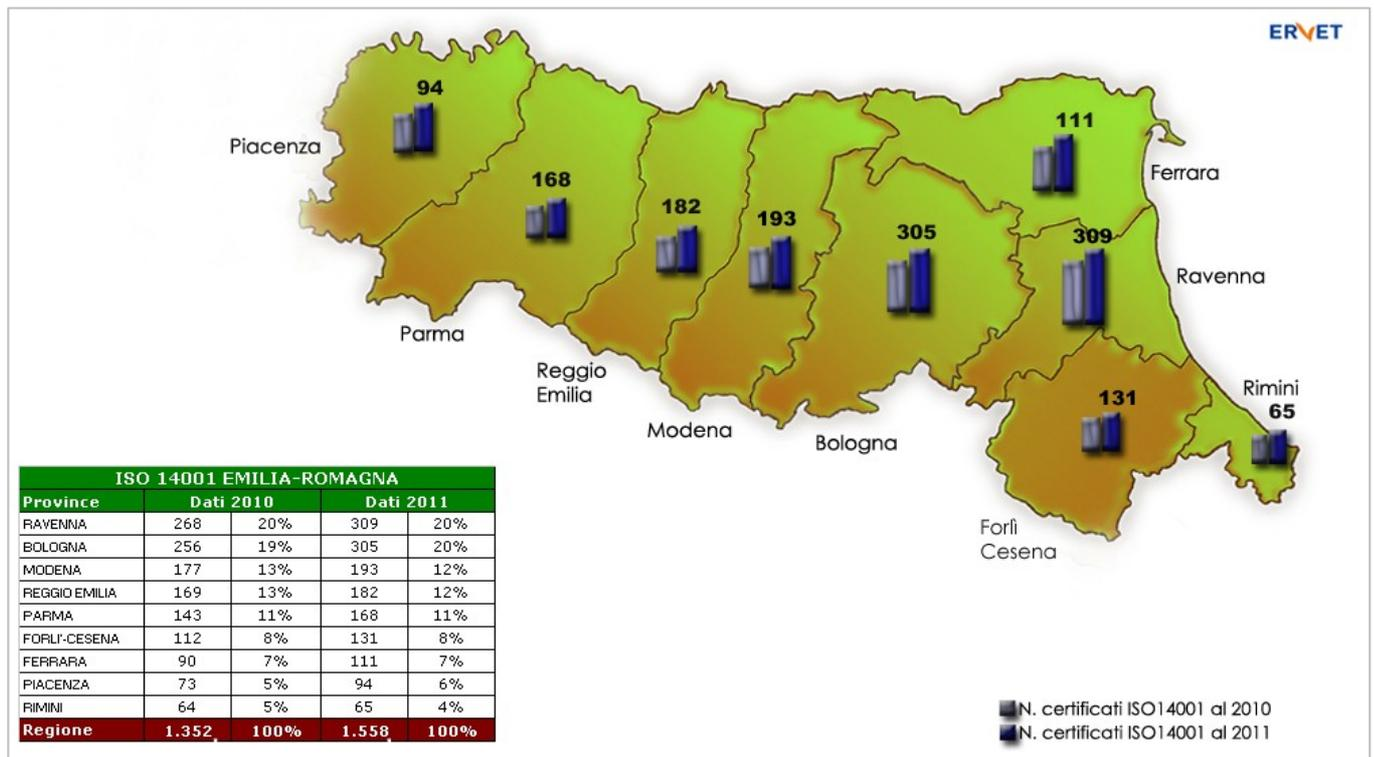 ERVET
94
Piacenza
111
Ferrara
168
182
193
305
309
Ravenna
Parma
Reggio
Emilia
Modena
Bologna
131
Rimini
65
Forlì
Cesena
ISO 14001 EMILIA-ROMAGNA
Province Dati 2010 Dati 2011
RAVENNA 268 20% 309 20%
BOLOGNA 256 19% 305 20%
MODENA 177 13% 193 12%
REGGIO EMILIA 169 13% 182 12%
PARMA 143 11% 168 11%
FORLI'-CESENA 112 8% 131 8%
FERRARA 90 7% 111 7%
PIACENZA 73 5% 94 6%
RIMINI 64 5% 65 4%
Regione 1.352 100% 1.558 100%
N. certificati ISO14001 al 2010
N. certificati ISO14001 al 2011